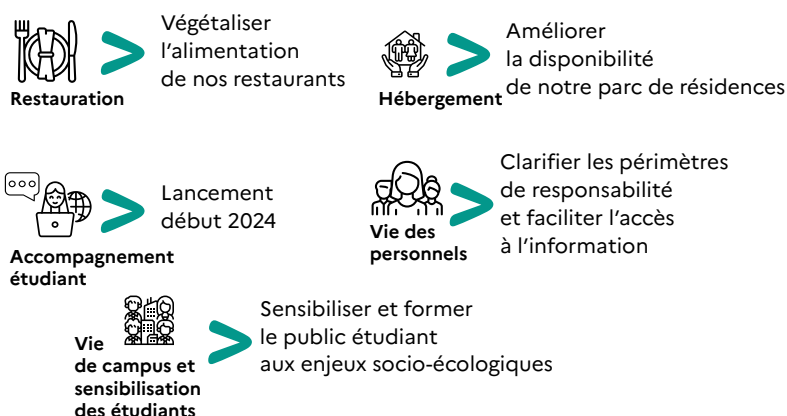 Restauration
Végétaliser
l'alimentation
de nos restaurants
Hébergement
Améliorer
la disponibilité
de notre parc de résidences
Accompagnement
étudiant
Lancement
début 2024
Vie des
personnels
Clarifier les périmètres
de responsabilité
et faciliter l'accès
à l'information
Vie
de campus et
sensibilisation
des étudiants
Sensibiliser et former
le public étudiant
aux enjeux socio-écologiques